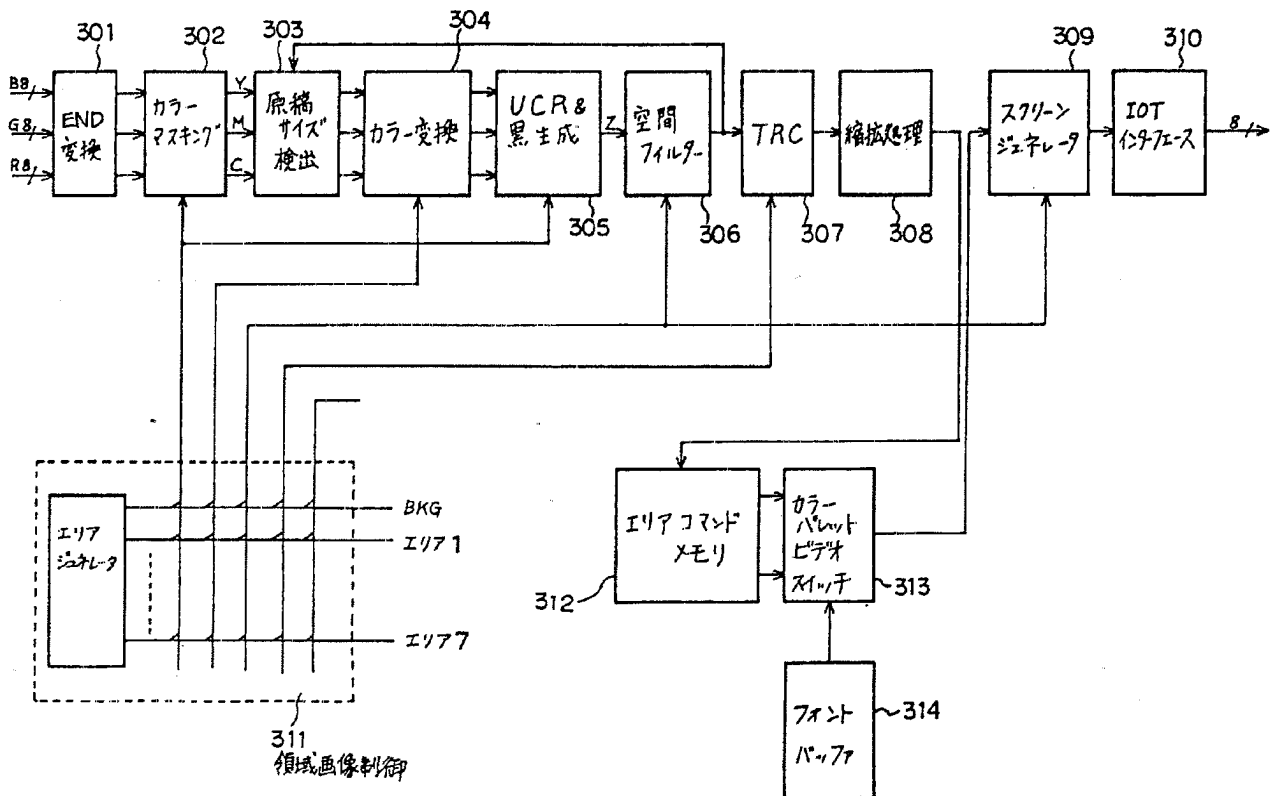 301
302
303
304
309
310
B8
G8
R8
END
変換
カラー
マスキング
Y
M
C
原稿
サイズ
検出
カラー変換
UCR&
黒生成
7
空間
フィルター
TRC
縮拡処理
スクリーン
ジェネレータ
IOT
インターフェース
8
305
306
307
308
エリア
ジェネレータ
BKG
エリア1
エリア7
311
領域画像制御
エリアコマンド
メモリ
312
カラー
パレット
ビデオ
スイッチ
313
フォント
バッファ
314